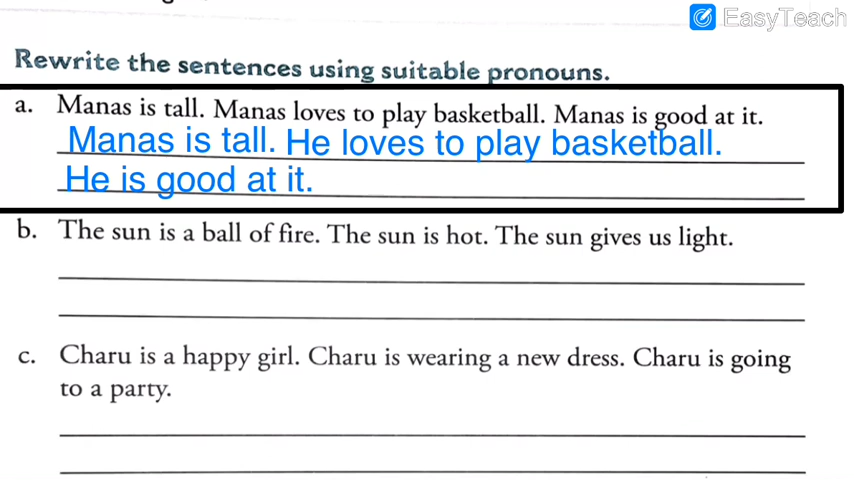 EasyTeach
Rewrite the sentences using suitable pronouns.
a. Manas is tall. Manas loves to play basketball. Manas is good at it.
Manas is tall. He loves to play basketball.
He is good at it.
b. The sun is a ball of fire. The sun is hot. The sun gives us light.
c. Charu is a happy girl. Charu is wearing a new dress. Charu is going
to a party.